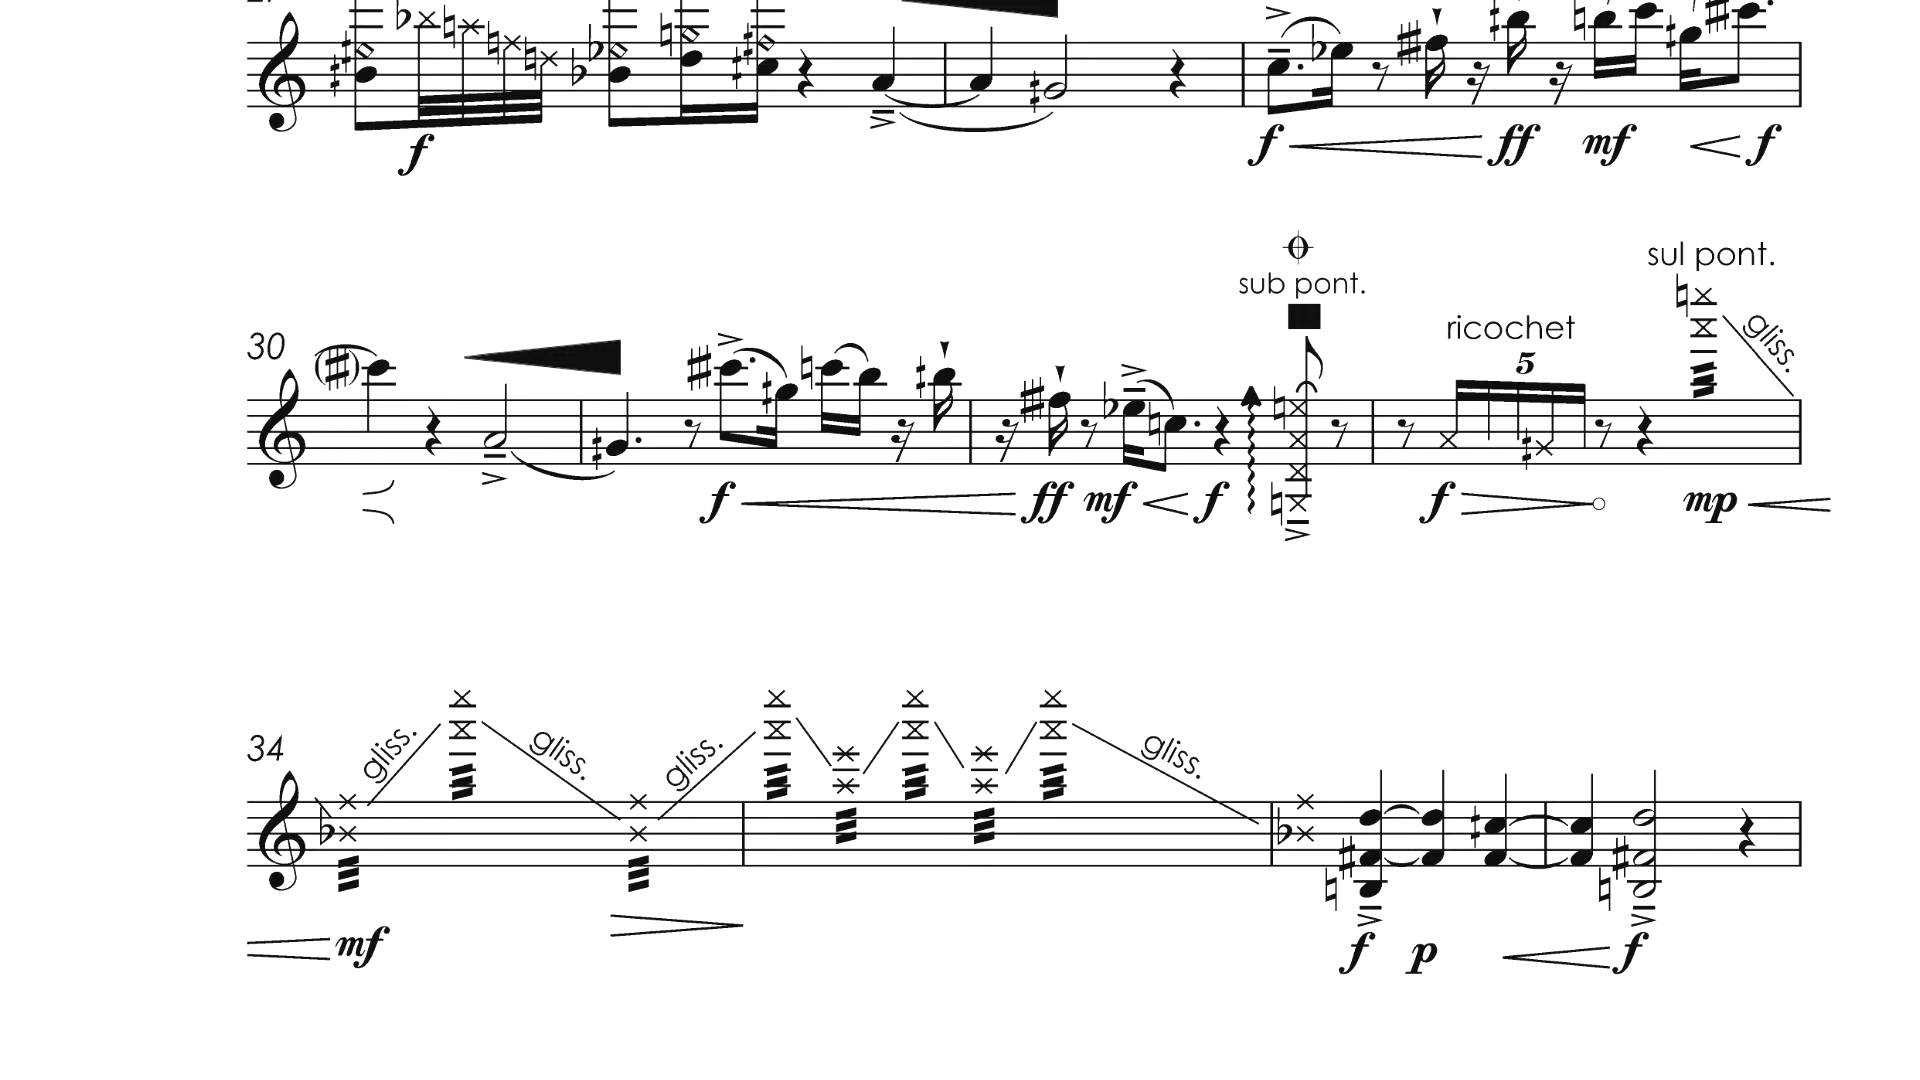 f f ff mf f
sub pont. sul pont.
30 ricochet gliss.
5
f ff mf f f mp
34 gliss. gliss. gliss. gliss.
mf f p f